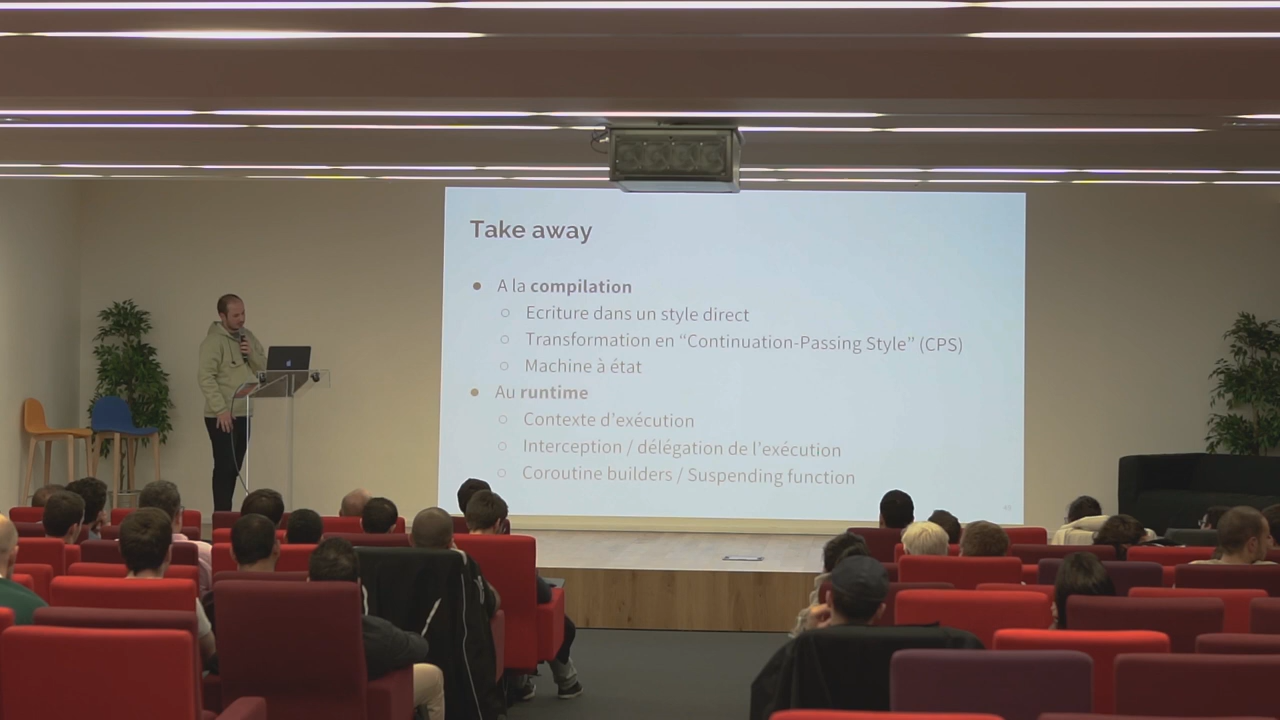 Take away
A la compilation
Ecriture dans un style direct
Transformation en “Continuation-Passing Style” (CPS)
Machine à état
Au runtime
Contexte d'exécution
Interception / délégation de l'exécution
Coroutine builders / Suspending function